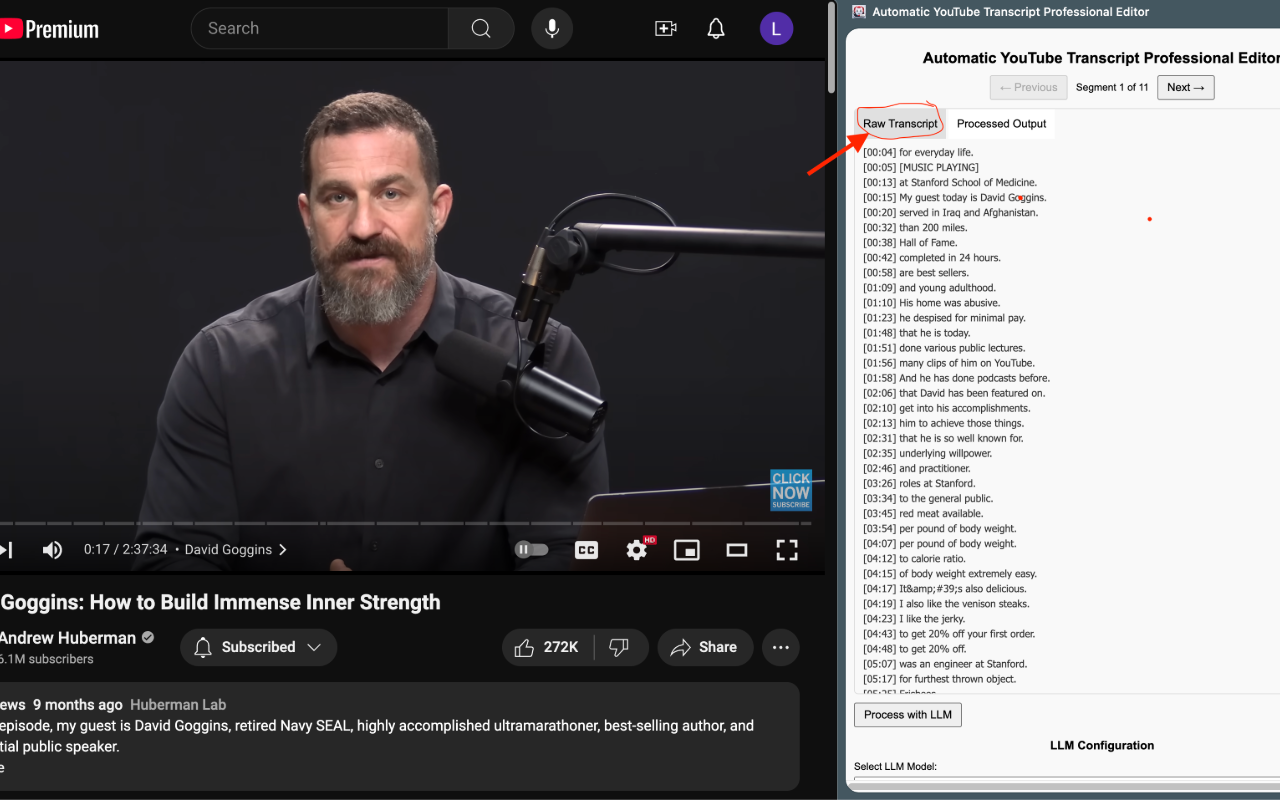 Premium
Search
L
CLICK
NOW
SUBSCRIBE
0:17 / 2:37:34 • David Goggins
CC
HD
Goggins: How to Build Immense Inner Strength
Andrew Huberman
6.1M subscribers
Subscribed
272K
Share
ews 9 months ago Huberman Lab
episode, my guest is David Goggins, retired Navy SEAL, highly accomplished ultramarathoner, best-selling author, and
tial public speaker.
e
Automatic YouTube Transcript Professional Editor
Automatic YouTube Transcript Professional Editor
← Previous
Segment 1 of 11
Next →
Raw Transcript
Processed Output
[00:04] for everyday life.
[00:05] [MUSIC PLAYING]
[00:13] at Stanford School of Medicine.
[00:15] My guest today is David Goggins.
[00:20] served in Iraq and Afghanistan.
[00:32] than 200 miles.
[00:38] Hall of Fame.
[00:42] completed in 24 hours.
[00:58] are best sellers.
[01:09] and young adulthood.
[01:10] His home was abusive.
[01:23] he despised for minimal pay.
[01:48] that he is today.
[01:51] done various public lectures.
[01:56] many clips of him on YouTube.
[01:58] And he has done podcasts before.
[02:06] that David has been featured on.
[02:10] get into his accomplishments.
[02:13] him to achieve those things.
[02:31] that he is so well known for.
[02:35] underlying willpower.
[02:46] and practitioner.
[03:26] roles at Stanford.
[03:34] to the general public.
[03:45] red meat available.
[03:54] per pound of body weight.
[04:07] per pound of body weight.
[04:12] to calorie ratio.
[04:15] of body weight extremely easy.
[04:17] It&amp;#39;s also delicious.
[04:19] I also like the venison steaks.
[04:23] I like the jerky.
[04:43] to get 20% off your first order.
[04:48] to get 20% off.
[05:07] was an engineer at Stanford.
[05:17] for furthest thrown object.
[05:25] Frisbees
Process with LLM
LLM Configuration
Select LLM Model: